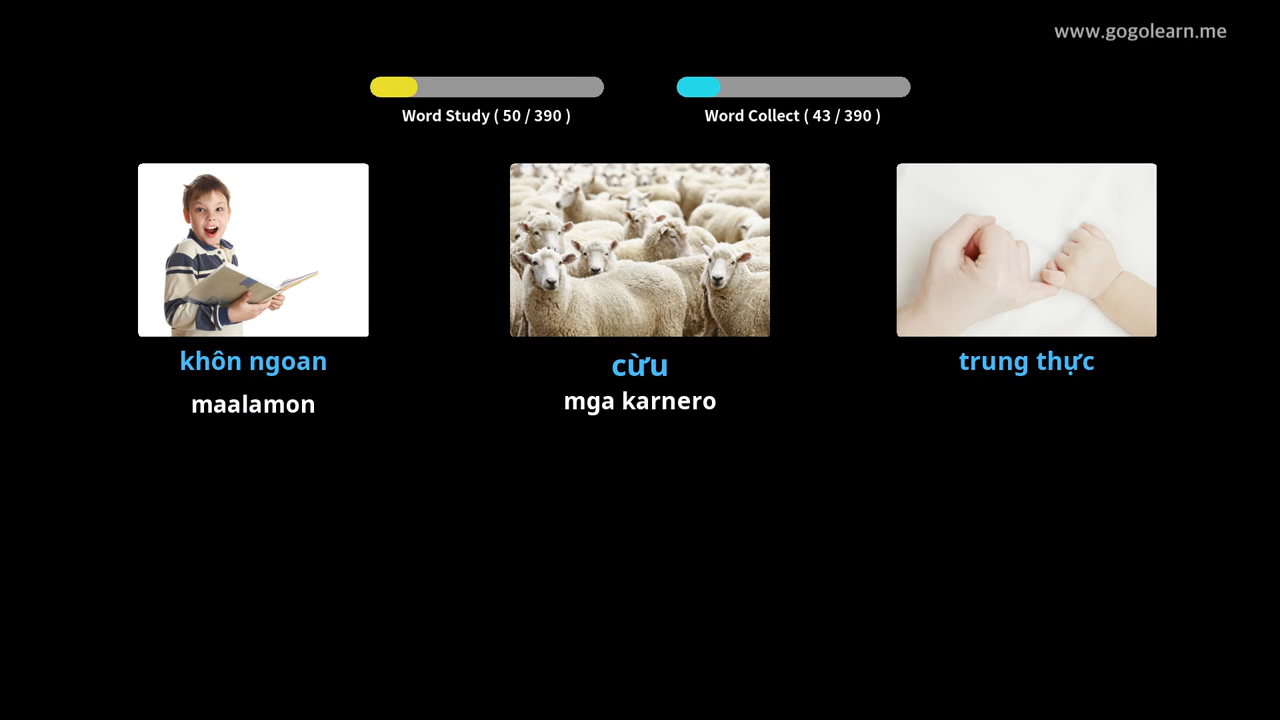 www.gogolearn.me
Word Study ( 50 / 390 )
Word Collect ( 43 / 390 )
khôn ngoan
maalamon
cừu
mga karnero
trung thực